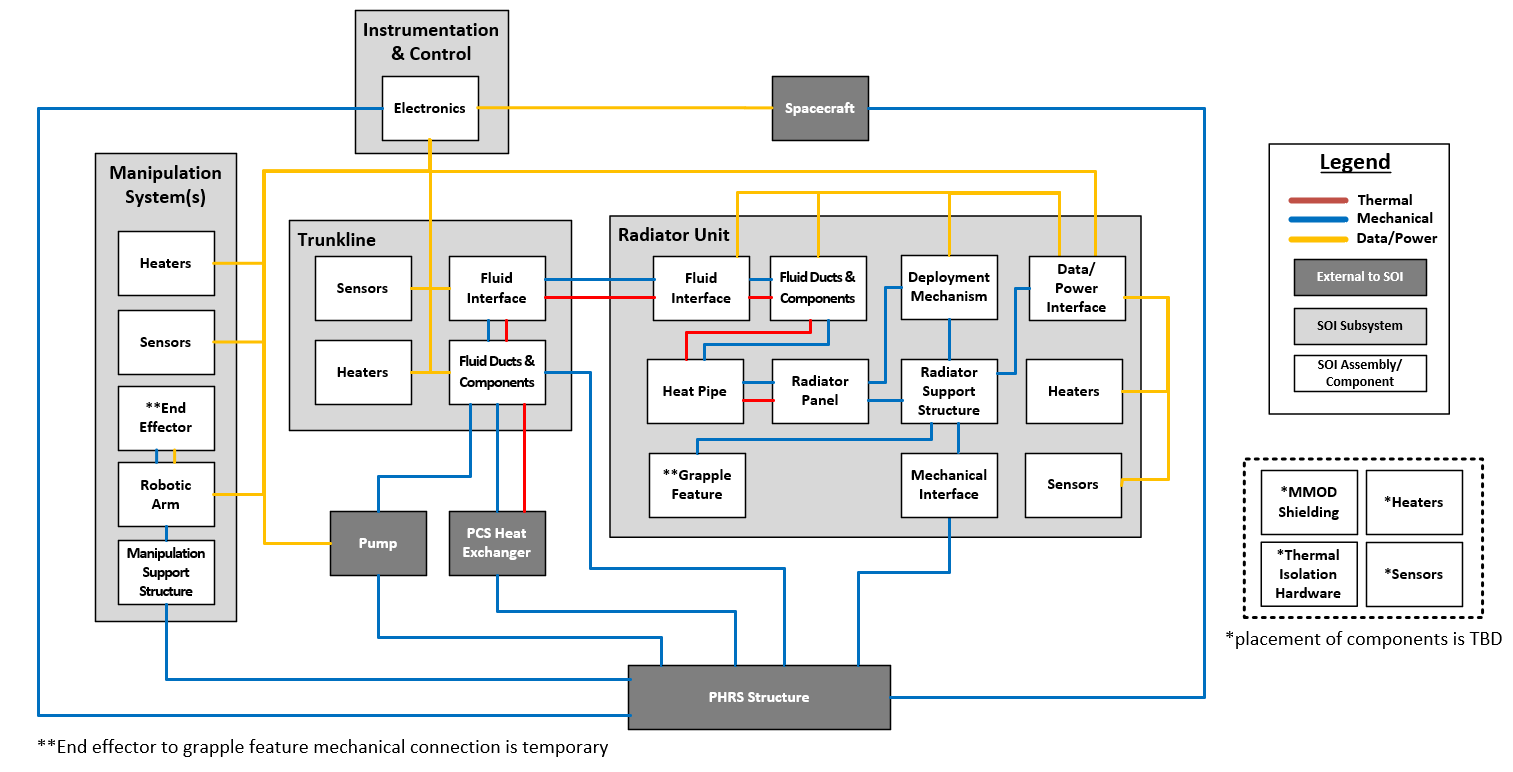 Instrumentation
& Control
Electronics
Spacecraft
Manipulation
System(s)
Heaters
Sensors
**End
Effector
Robotic
Arm
Manipulation
Support
Structure
Trunkline
Sensors
Fluid
Interface
Heaters
Fluid Ducts &
Components
Pump
PCS Heat
Exchanger
Radiator Unit
Fluid
Interface
Fluid Ducts &
Components
Deployment
Mechanism
Data/
Power
Interface
Heat Pipe
Radiator
Panel
Radiator
Support
Structure
Heaters
**Grapple
Feature
Mechanical
Interface
Sensors
PHRS Structure
Legend
Thermal
Mechanical
Data/Power
External to SOI
SOI Subsystem
SOI Assembly/
Component
*MMOD
Shielding
*Heaters
*Thermal
Isolation
Hardware
*Sensors
*placement of components is TBD
**End effector to grapple feature mechanical connection is temporary